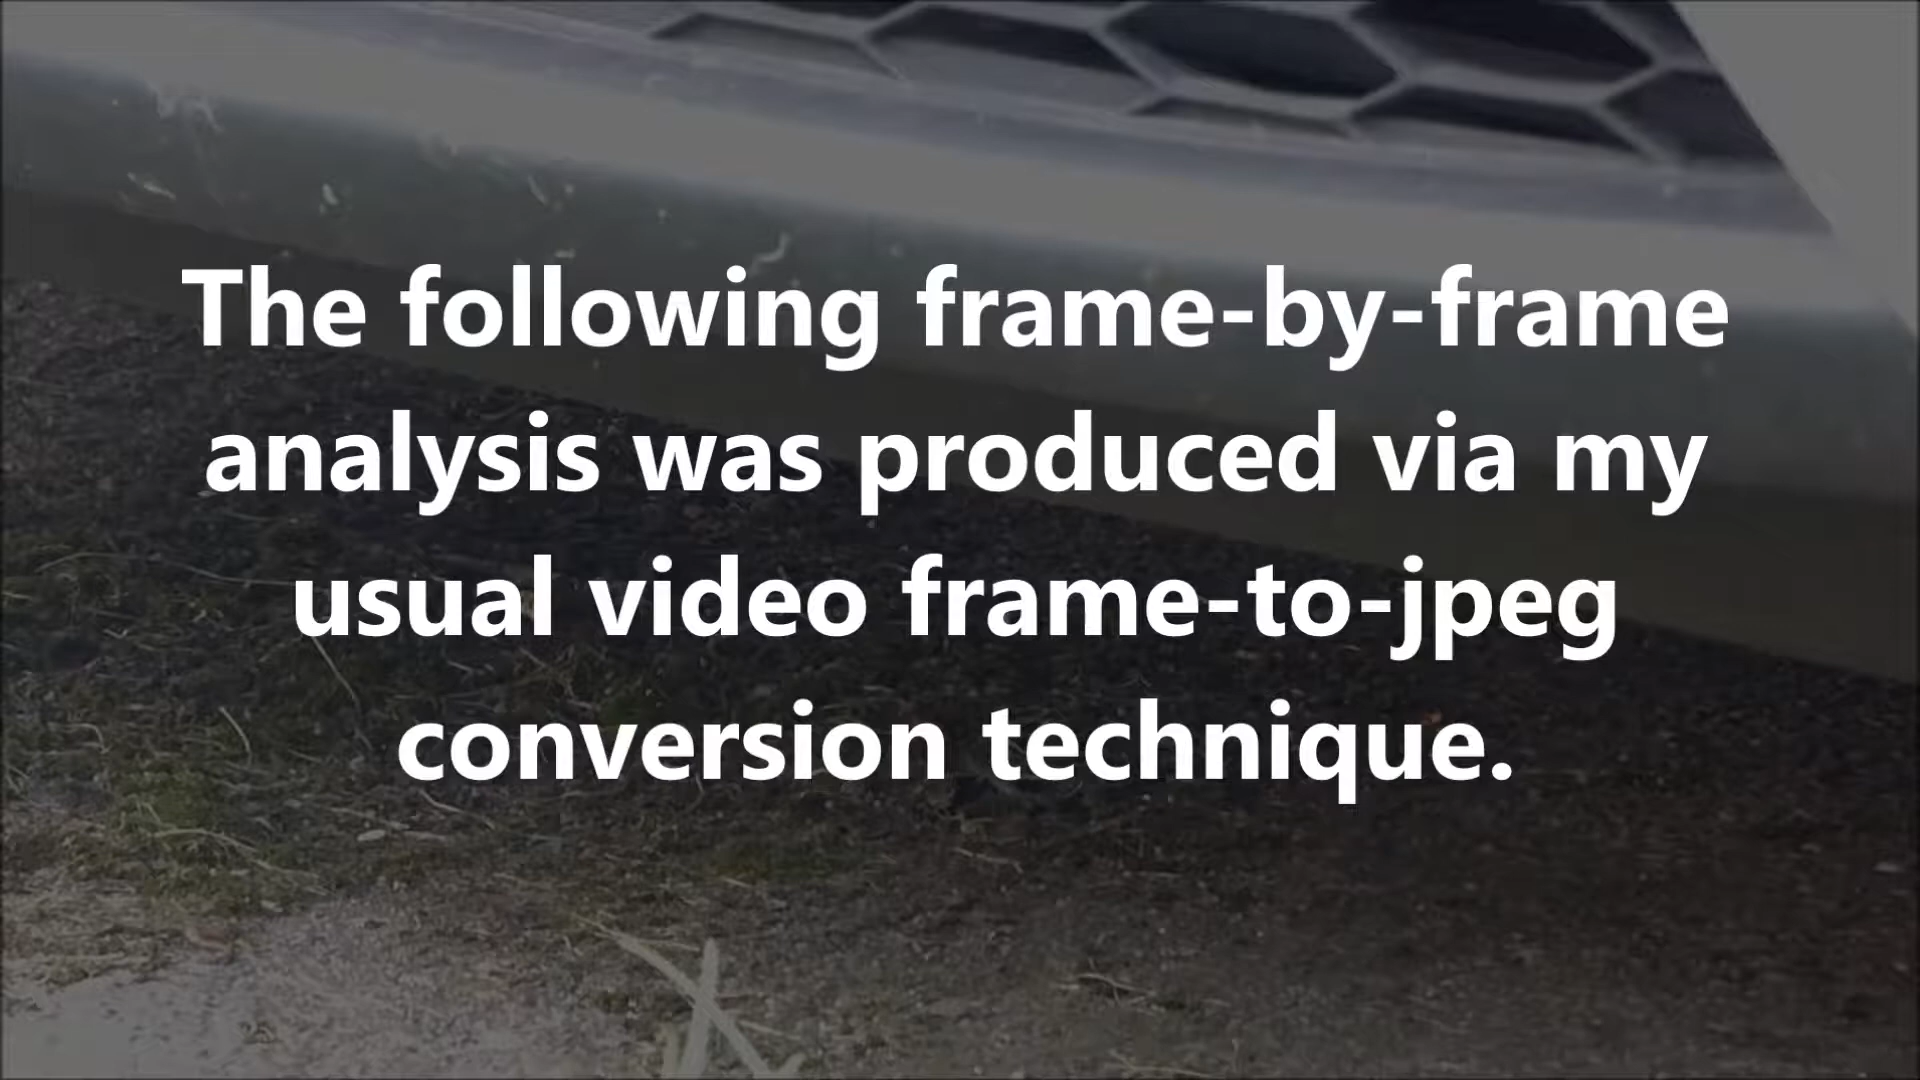 The following frame-by-frame
analysis was produced via my
usual video frame-to-jpeg
conversion technique.